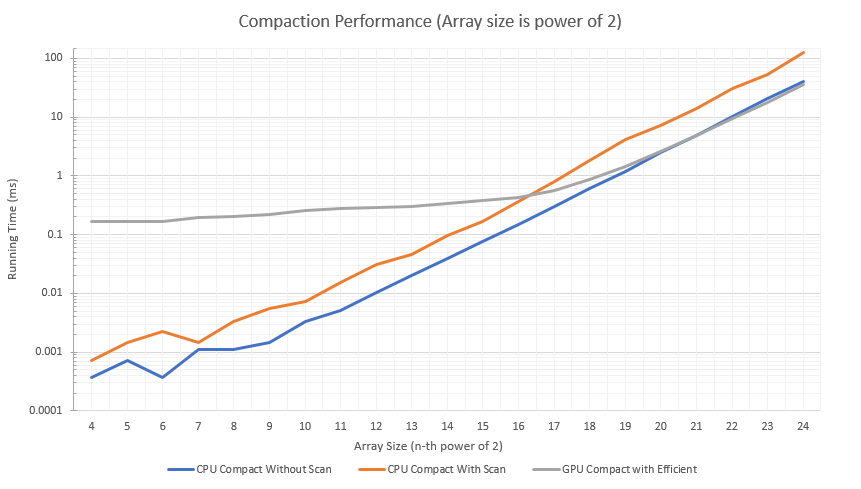 Compaction Performance (Array size is power of 2)
100
10
1
0.1
0.01
0.001
0.0001
Running Time (ms)
4 5 6 7 8 9 10 11 12 13 14 15 16 17 18 19 20 21 22 23 24
Array Size (n-th power of 2)
CPU Compact Without Scan CPU Compact With Scan GPU Compact with Efficient